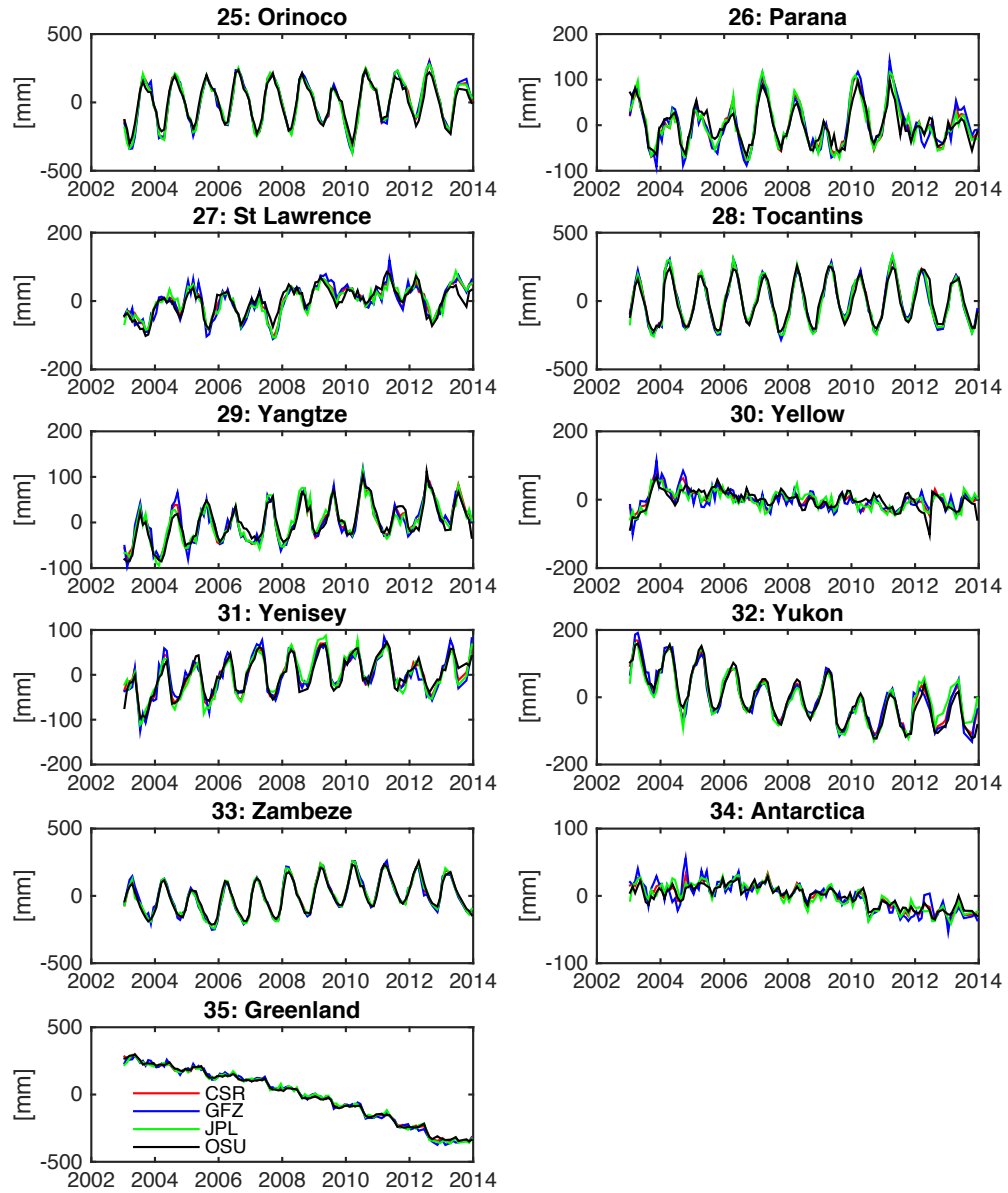 25: Orinoco
500
0
-500
[mm]
2002 2004 2006 2008 2010 2012 2014
26: Parana
200
100
0
-100
[mm]
2002 2004 2006 2008 2010 2012 2014
27: St Lawrence
200
0
-200
[mm]
2002 2004 2006 2008 2010 2012 2014
28: Tocantins
500
0
-500
[mm]
2002 2004 2006 2008 2010 2012 2014
29: Yangtze
200
100
0
-100
[mm]
2002 2004 2006 2008 2010 2012 2014
30: Yellow
200
0
-200
[mm]
2002 2004 2006 2008 2010 2012 2014
31: Yenisey
100
0
-100
-200
[mm]
2002 2004 2006 2008 2010 2012 2014
32: Yukon
200
0
-200
[mm]
2002 2004 2006 2008 2010 2012 2014
33: Zambeze
500
0
-500
[mm]
2002 2004 2006 2008 2010 2012 2014
34: Antarctica
100
0
-100
[mm]
2002 2004 2006 2008 2010 2012 2014
35: Greenland
500
0
-500
[mm]
CSR
GFZ
JPL
OSU
2002 2004 2006 2008 2010 2012 2014